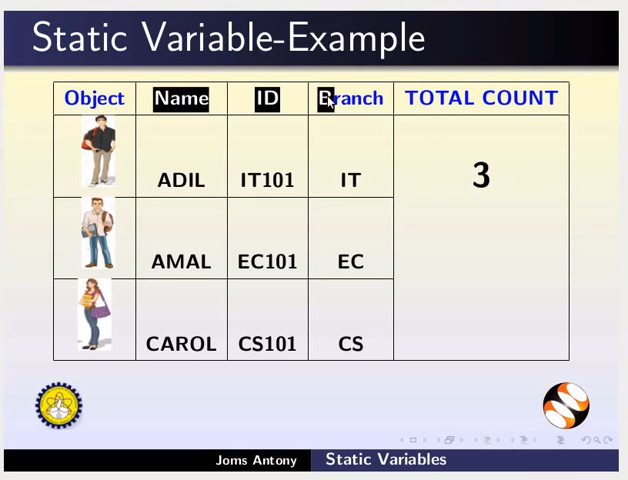 Static Variable-Example
Object Name ID Branch TOTAL COUNT
ADIL IT101 IT 3
AMAL EC101 EC
CAROL CS101 CS
Joms Antony Static Variables